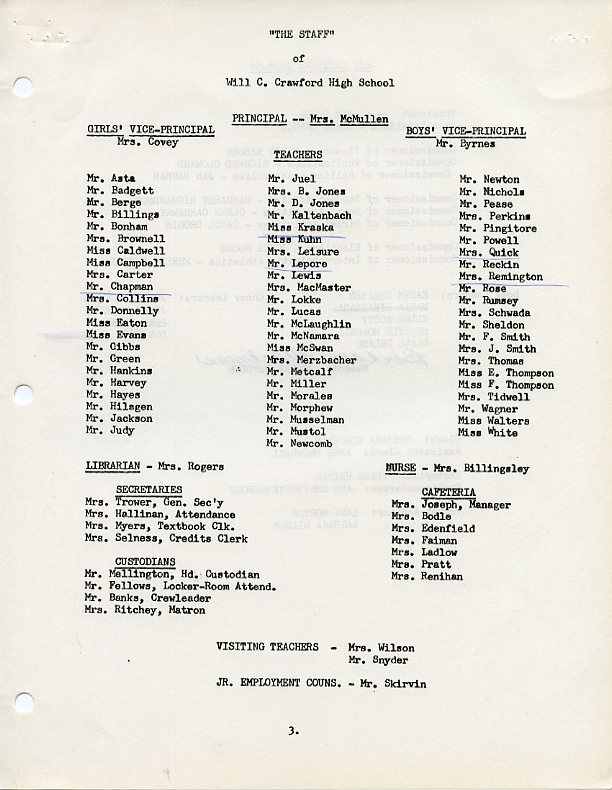 "THE STAFF"
of
Will C. Crawford High School
PRINCIPAL -- Mrs. McMullen
GIRLS' VICE-PRINCIPAL
Mrs. Covey
BOYS' VICE-PRINCIPAL
Mr. Byrnes
TEACHERS
Mr. Asta
Mr. Badgett
Mr. Berge
Mr. Billings
Mr. Bonham
Mrs. Brownell
Miss Caldwell
Miss Campbell
Mrs. Carter
Mr. Chapman
Mrs. Collins
Mr. Donnelly
Miss Eaton
Miss Evans
Mr. Gibbs
Mr. Green
Mr. Hankins
Mr. Harvey
Mr. Hayes
Mr. Hilsgen
Mr. Jackson
Mr. Judy
Mr. Juel
Mrs. B. Jones
Mr. D. Jones
Mr. Kaltenbach
Miss Kraska
Miss Kuhn
Mrs. Leisure
Mr. Lepore
Mr. Lewis
Mrs. MacMaster
Mr. Lokke
Mr. Lucas
Mr. McLaughlin
Mr. McNamara
Miss McSwan
Mrs. Merzbacher
Mr. Metcalf
Mr. Miller
Mr. Morales
Mr. Morphew
Mr. Musselman
Mr. Mustol
Mr. Newcomb
Mr. Newton
Mr. Nichols
Mr. Pease
Mrs. Perkins
Mr. Pingitore
Mr. Powell
Mrs. Quick
Mr. Reckin
Mrs. Remington
Mr. Rose
Mr. Rumsey
Mrs. Schwada
Mr. Sheldon
Mr. F. Smith
Mrs. J. Smith
Mrs. Thomas
Miss E. Thompson
Miss F. Thompson
Mrs. Tidwell
Mr. Wagner
Miss Walters
Miss White
LIBRARIAN - Mrs. Rogers
NURSE - Mrs. Billingsley
SECRETARIES
Mrs. Trower, Gen. Sec'y
Mrs. Hallinan, Attendance
Mrs. Myers, Textbook Clk.
Mrs. Selness, Credits Clerk
CUSTODIANS
Mr. Mellington, Hd. Custodian
Mr. Fellows, Locker-Room Attend.
Mr. Banks, Crewleader
Mrs. Ritchey, Matron
CAFETERIA
Mrs. Joseph, Manager
Mrs. Bodle
Mrs. Edenfield
Mrs. Faiman
Mrs. Ladlow
Mrs. Pratt
Mrs. Renihan
VISITING TEACHERS - Mrs. Wilson
Mr. Snyder
JR. EMPLOYMENT COUNS. - Mr. Skirvin
3.